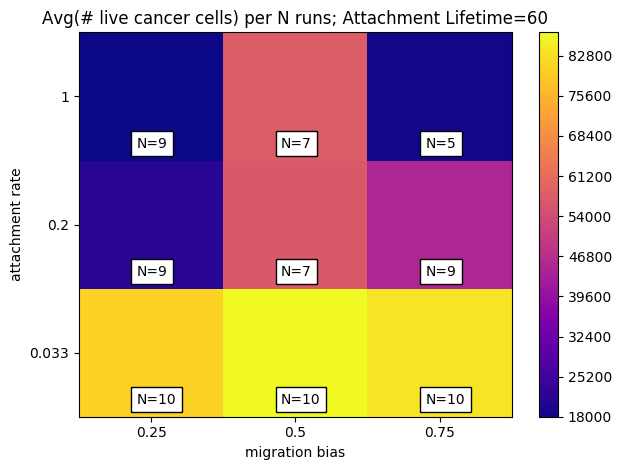 Avg(# live cancer cells) per N runs; Attachment Lifetime=60
attachment rate
1
0.2
0.033
N=9
N=7
N=5
N=9
N=7
N=9
N=10
N=10
N=10
0.25
0.5
0.75
migration bias
82800
75600
68400
61200
54000
46800
39600
32400
25200
18000